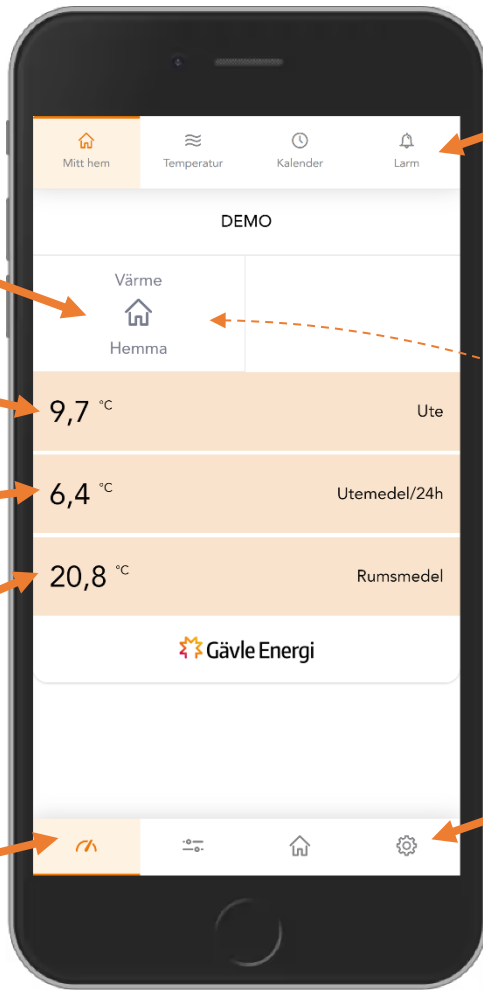 Mitt hem Temperatur Kalender Larm
DEMO
Värme
Hemma
9,7 °C Ute
6,4 °C Utemedel/24h
20,8 °C Rumsmedel
Gävle Energi